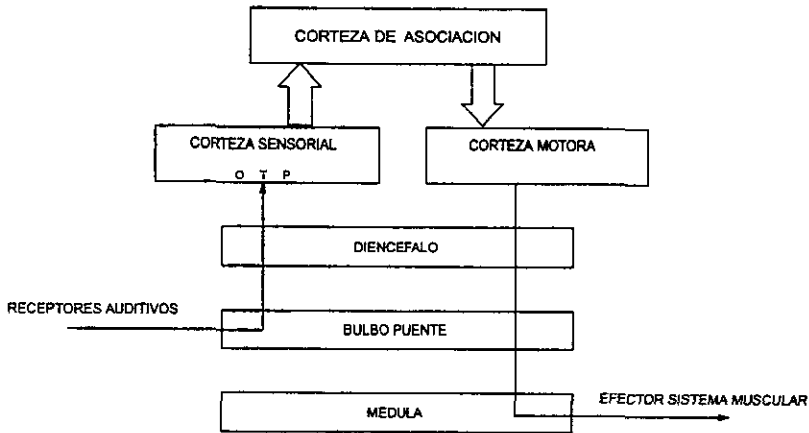 CORTEZA DE ASOCIACION
CORTEZA SENSORIAL
O T P
CORTEZA MOTORA
DIENCEFALO
RECEPTORES AUDITIVOS
BULBO PUENTE
EFECTOR SISTEMA MUSCULAR
MEDULA